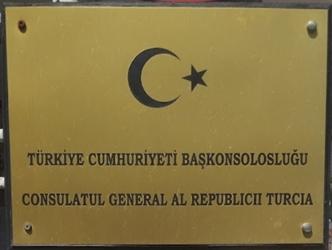 TÜRKİYE CUMHURİYETİ BAŞKONSOLOSLUĞU
CONSULATUL GENERAL AL REPUBLICII TURCIA